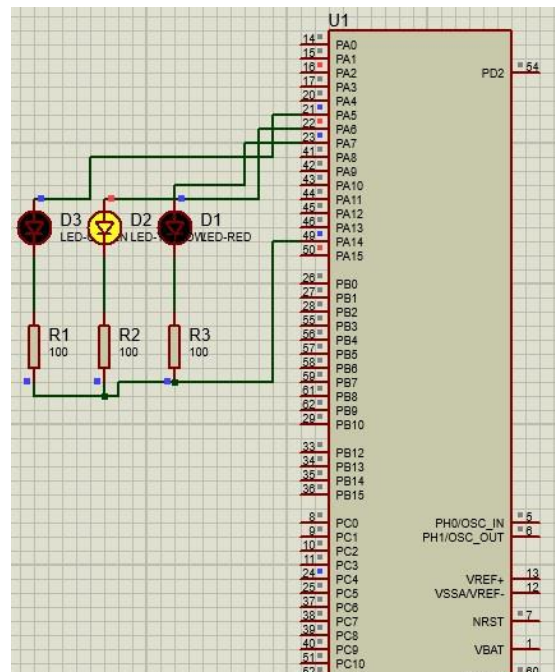 U1
14 PA0
15 PA1
16 PA2
17 PA3
20 PA4
21 PA5
22 PA6
23 PA7
41 PA8
42 PA9
43 PA10
44 PA11
45 PA12
46 PA13
49 PA14
50 PA15
PD2 54
26 PB0
27 PB1
28 PB2
55 PB3
56 PB4
57 PB5
58 PB6
59 PB7
61 PB8
62 PB9
29 PB10
33 PB12
34 PB13
35 PB14
36 PB15
8 PC0
9 PC1
10 PC2
11 PC3
24 PC4
25 PC5
37 PC6
38 PC7
39 PC8
40 PC9
51 PC10
PH0/OSC_IN 5
PH1/OSC_OUT 6
VREF+ 13
VSSA/VREF- 12
NRST 7
VBAT 1
60
D3
D2
D1
LED-RED
R1
100
R2
100
R3
100